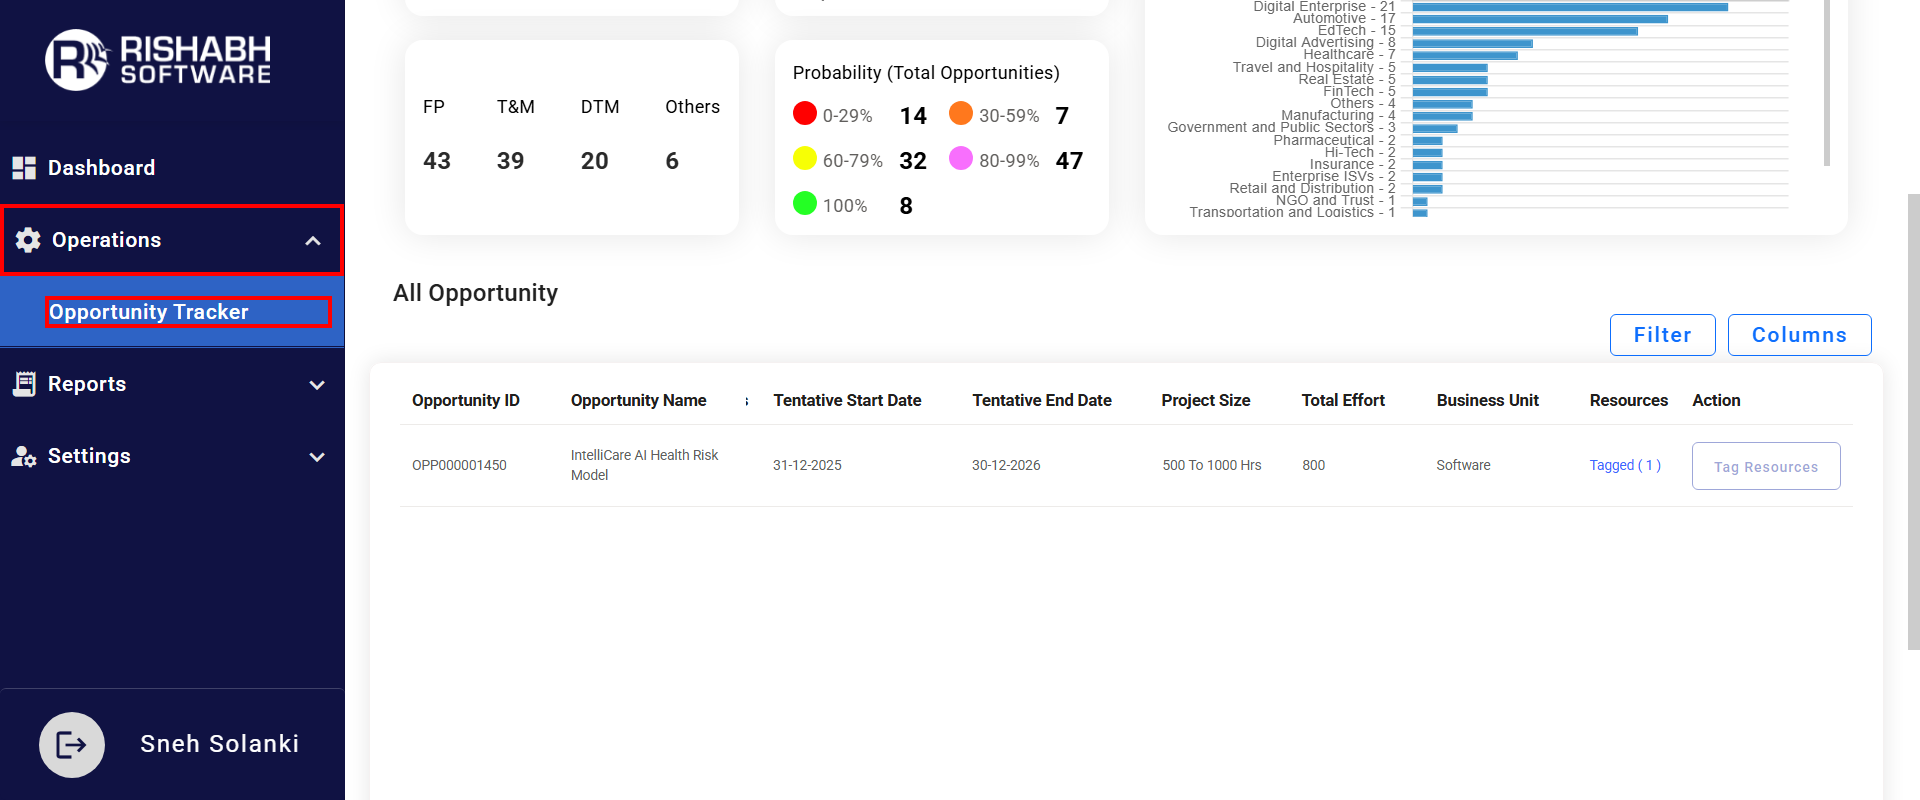 RISHABH
SOFTWARE
Dashboard
Operations
Opportunity Tracker
Reports
Settings
Sneh Solanki
FP T&M DTM Others
43 39 20 6
Probability (Total Opportunities)
0-29% 14 30-59% 7
60-79% 32 80-99% 47
100% 8
Digital Enterprise - 21
Automotive - 17
EdTech - 15
Digital Advertising - 8
Healthcare - 7
Travel and Hospitality - 5
Real Estate - 5
FinTech - 5
Others - 4
Manufacturing - 4
Government and Public Sectors - 3
Pharmaceutical - 2
Hi-Tech - 2
Insurance - 2
Enterprise ISVs - 2
Retail and Distribution - 2
NGO and Trust - 1
Transportation and Logistics - 1
All Opportunity
Filter Columns
Opportunity ID Opportunity Name s Tentative Start Date Tentative End Date Project Size Total Effort Business Unit Resources Action
OPP000001450 IntelliCare AI Health Risk 31-12-2025 30-12-2026 500 To 1000 Hrs 800 Software Tagged ( 1 ) Tag Resources
Model